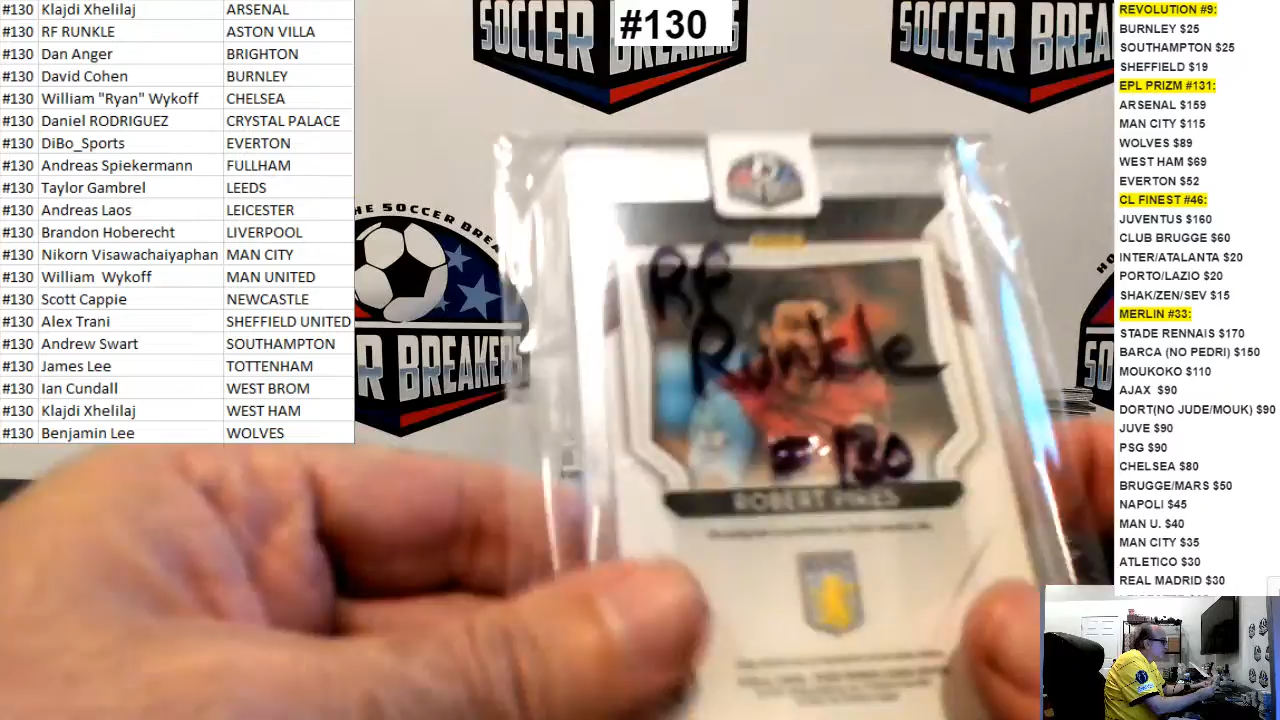 #130 Klajdi Xhelilaj ARSENAL
#130 RF RUNKLE ASTON VILLA
#130 Dan Anger BRIGHTON
#130 David Cohen BURNLEY
#130 William "Ryan" Wykoff CHELSEA
#130 Daniel RODRIGUEZ CRYSTAL PALACE
#130 DiBo_Sports EVERTON
#130 Andreas Spiekermann FULLHAM
#130 Taylor Gambrel LEEDS
#130 Andreas Laos LEICESTER
#130 Brandon Hoberecht LIVERPOOL
#130 Nikorn Visawachaiyaphan MAN CITY
#130 William Wykoff MAN UNITED
#130 Scott Cappie NEWCASTLE
#130 Alex Trani SHEFFIELD UNITED
#130 Andrew Swart SOUTHAMPTON
#130 James Lee TOTTENHAM
#130 Ian Cundall WEST BROM
#130 Klajdi Xhelilaj WEST HAM
#130 Benjamin Lee WOLVES
#130
SOCCER BREAKERS
SOCCER BREA
HE SOCCER BREA
R BREAKERS
RF
Runkle
#130
ROBERT PIRES
REVOLUTION #9:
BURNLEY $25
SOUTHAMPTON $25
SHEFFIELD $19
EPL PRIZM #131:
ARSENAL $159
MAN CITY $115
WOLVES $89
WEST HAM $69
EVERTON $52
CL FINEST #46:
JUVENTUS $160
CLUB BRUGGE $60
INTER/ATALANTA $20
PORTO/LAZIO $20
SHAK/ZEN/SEV $15
MERLIN #33:
STADE RENNAIS $170
BARCA (NO PEDRI) $150
MOUKOKO $110
AJAX $90
DORT(NO JUDE/MOUK) $90
JUVE $90
PSG $90
CHELSEA $80
BRUGGE/MARS $50
NAPOLI $45
MAN U. $40
MAN CITY $35
ATLETICO $30
REAL MADRID $30